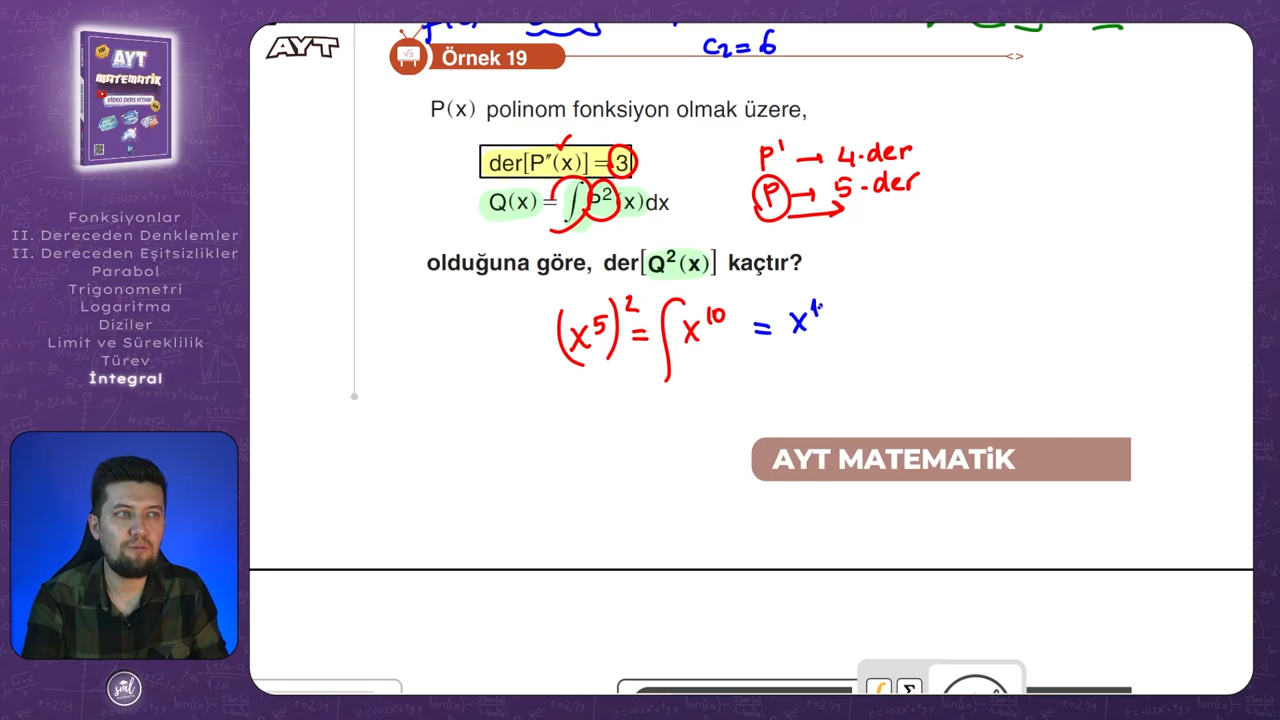 AYT
MATEMATİK
VİDEO DERS KİTABI
AYT
c₂ = 6
Örnek 19
<>
P(x) polinom fonksiyon olmak üzere,
der[P″(x)] = 3
Q(x) = ∫ P²(x)dx
P' → 4.der
P → 5.der
olduğuna göre, der[Q²(x)] kaçtır?
(x⁵)² = ∫ x¹⁰ = x¹
Fonksiyonlar
II. Dereceden Denklemler
II. Dereceden Eşitsizlikler
Parabol
Trigonometri
Logaritma
Diziler
Limit ve Süreklilik
Türev
İntegral
AYT MATEMATİK
sml
∫ Σ